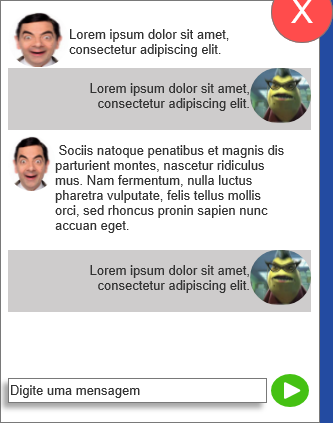 X
Lorem ipsum dolor sit amet,
consectetur adipiscing elit.
Lorem ipsum dolor sit amet,
consectetur adipiscing elit.
Sociis natoque penatibus et magnis dis
parturient montes, nascetur ridiculus
mus. Nam fermentum, nulla luctus
pharetra vulputate, felis tellus mollis
orci, sed rhoncus pronin sapien nunc
accuan eget.
Lorem ipsum dolor sit amet,
consectetur adipiscing elit.
Digite uma mensagem